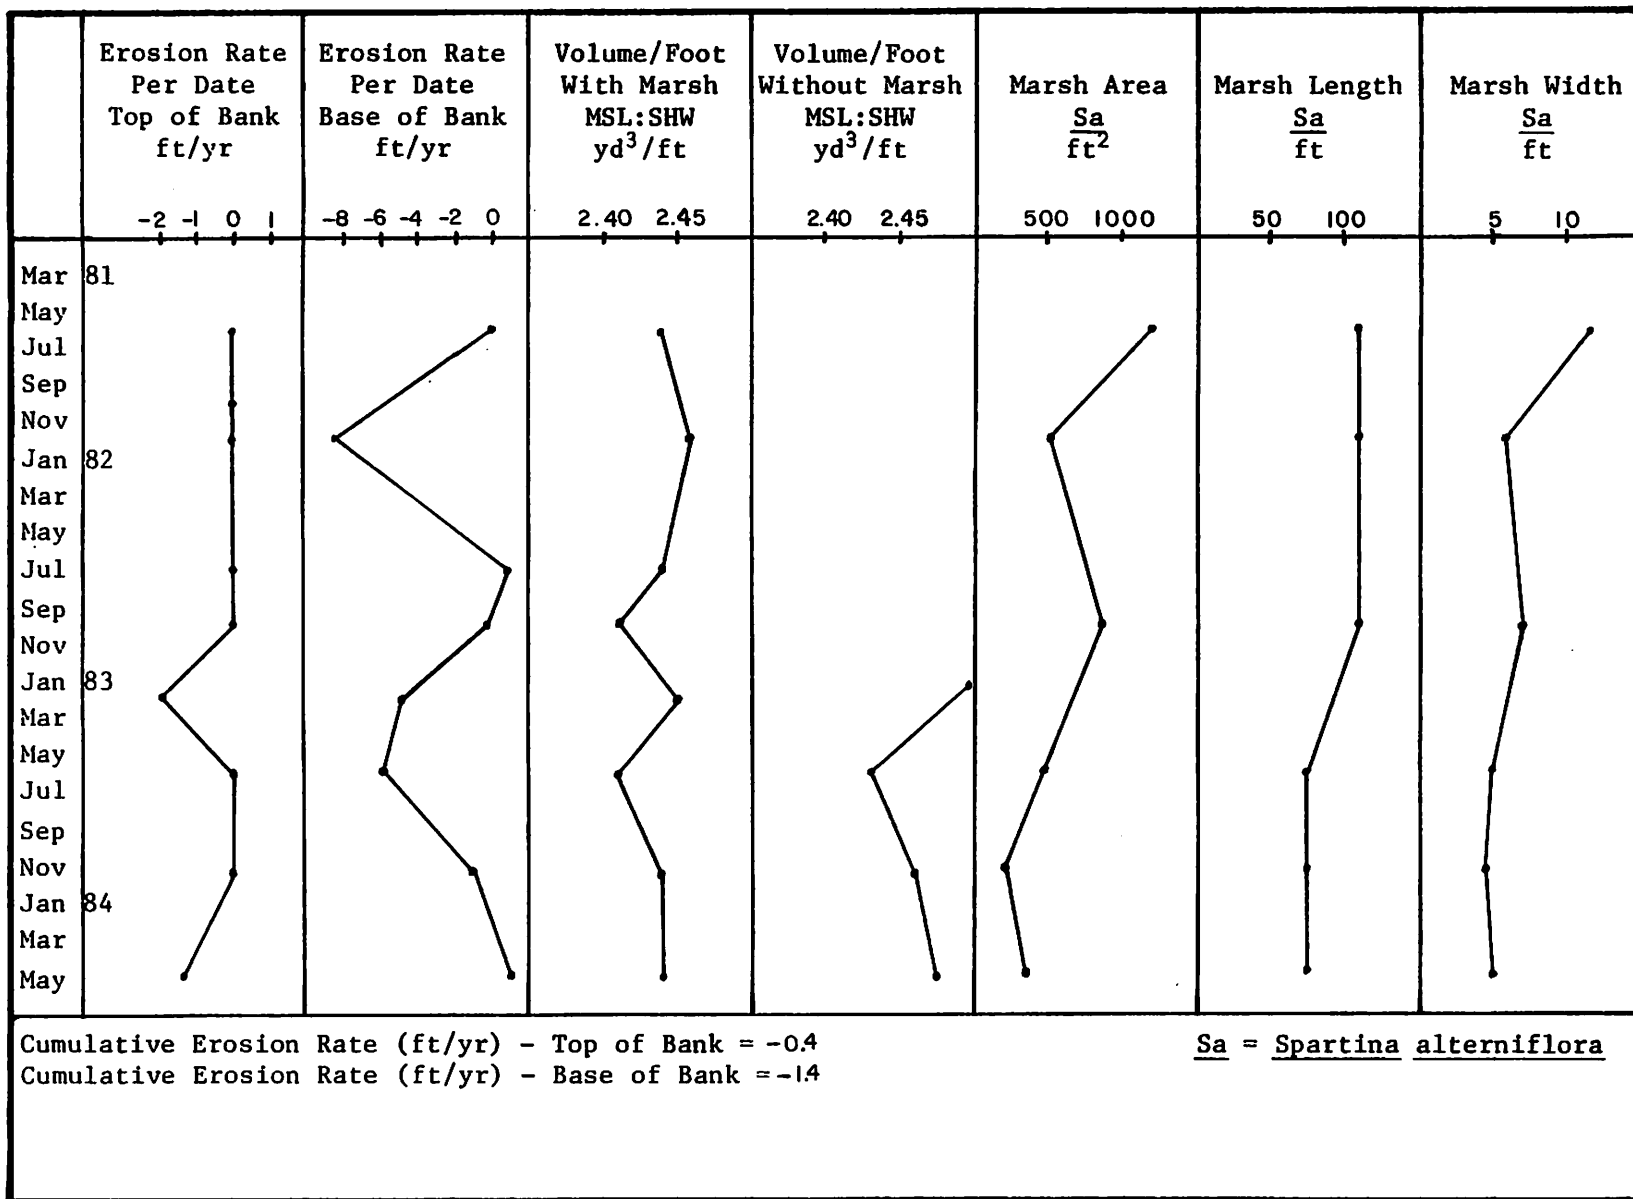 Erosion Rate
Per Date
Top of Bank
ft/yr
Erosion Rate
Per Date
Base of Bank
ft/yr
Volume/Foot
With Marsh
MSL:SHW
yd³/ft
Volume/Foot
Without Marsh
MSL:SHW
yd³/ft
Marsh Area
Sa
ft²
Marsh Length
Sa
ft
Marsh Width
Sa
ft
-2 -1 0 1
-8 -6 -4 -2 0
2.40 2.45
2.40 2.45
500 1000
50 100
5 10
Mar 81
May
Jul
Sep
Nov
Jan 82
Mar
May
Jul
Sep
Nov
Jan 83
Mar
May
Jul
Sep
Nov
Jan 84
Mar
May
Cumulative Erosion Rate (ft/yr) - Top of Bank = -0.4
Cumulative Erosion Rate (ft/yr) - Base of Bank = -1.4
Sa = Spartina alterniflora